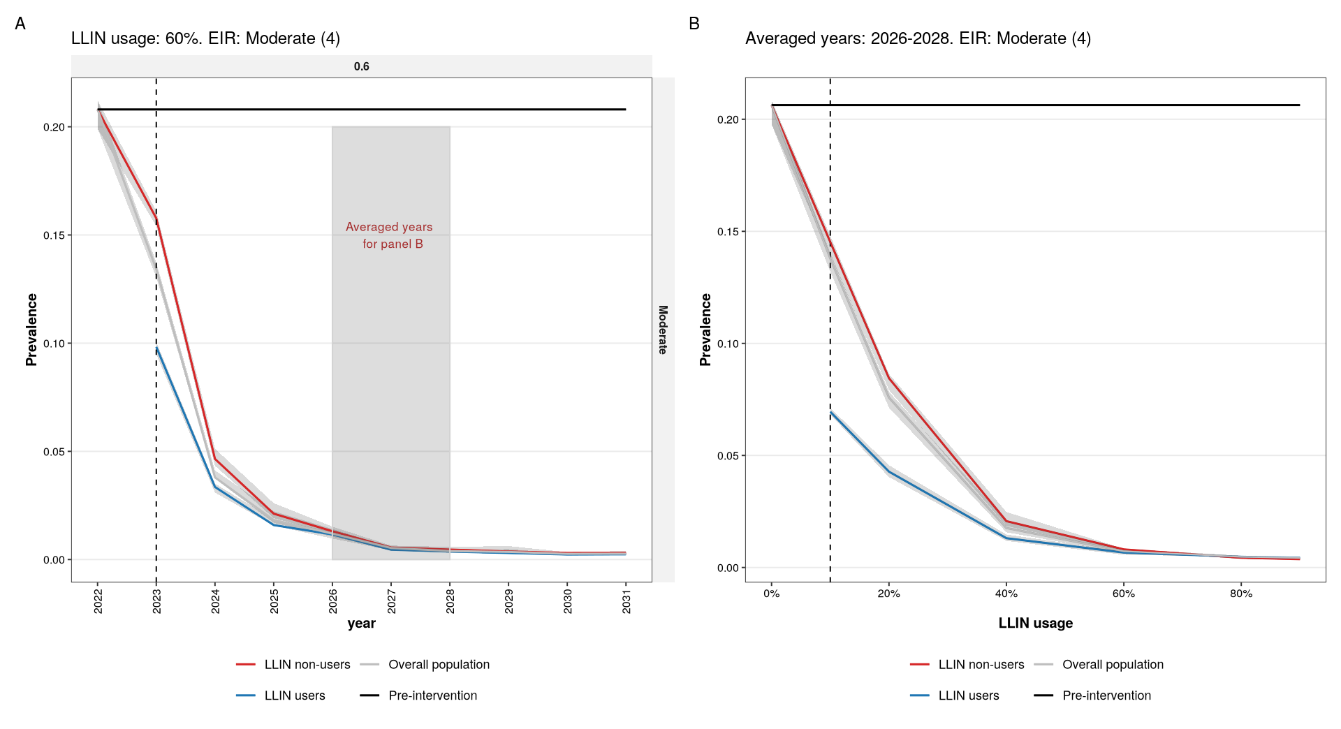 A
LLIN usage: 60%. EIR: Moderate (4)
0.6
Prevalence
0.20
0.15
0.10
0.05
0.00
Averaged years
for panel B
Moderate
2022
2023
2024
2025
2026
2027
2028
2029
2030
2031
year
LLIN non-users
Overall population
LLIN users
Pre-intervention
B
Averaged years: 2026-2028. EIR: Moderate (4)
Prevalence
0.20
0.15
0.10
0.05
0.00
0%
20%
40%
60%
80%
LLIN usage
LLIN non-users
Overall population
LLIN users
Pre-intervention